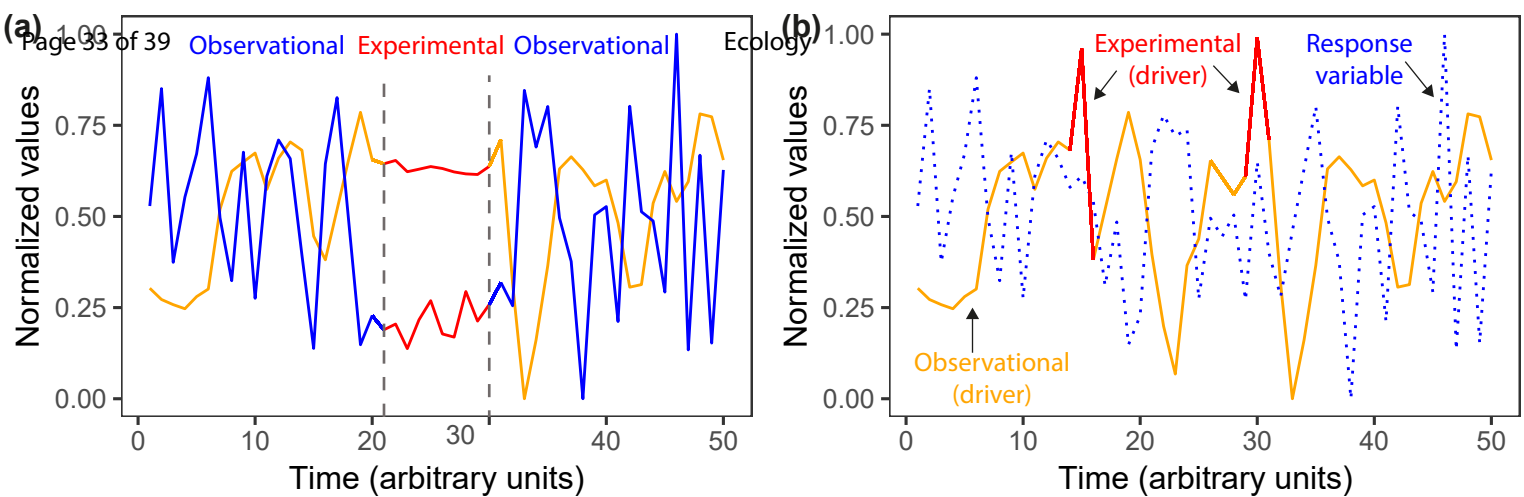 (a)
Page 33 of 39
Ecology
Observational Experimental Observational
Normalized values
1.00
0.75
0.50
0.25
0.00
0 10 20 30 40 50
Time (arbitrary units)
(b)
Experimental
(driver)
Response
variable
Observational
(driver)
Normalized values
1.00
0.75
0.50
0.25
0.00
0 10 20 30 40 50
Time (arbitrary units)